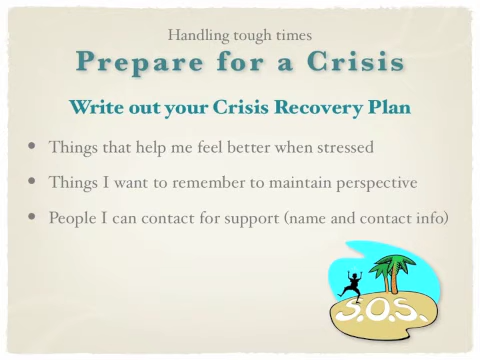 Handling tough times
Prepare for a Crisis
Write out your Crisis Recovery Plan
• Things that help me feel better when stressed
• Things I want to remember to maintain perspective
• People I can contact for support (name and contact info)
S.O.S.